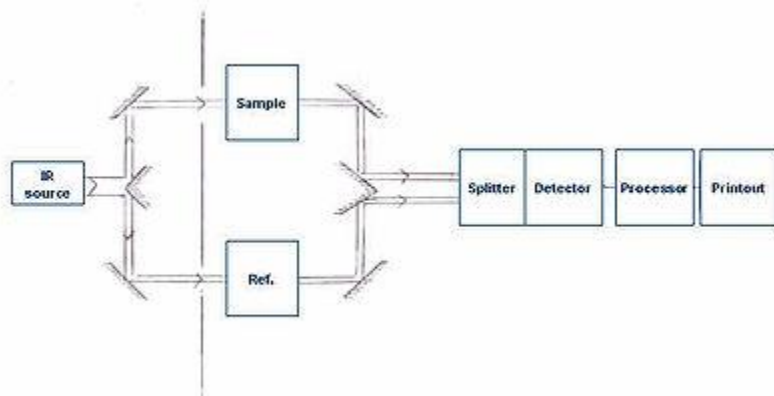 Sample
IR
source
Splitter
Detector
Processor
Printout
Ref.